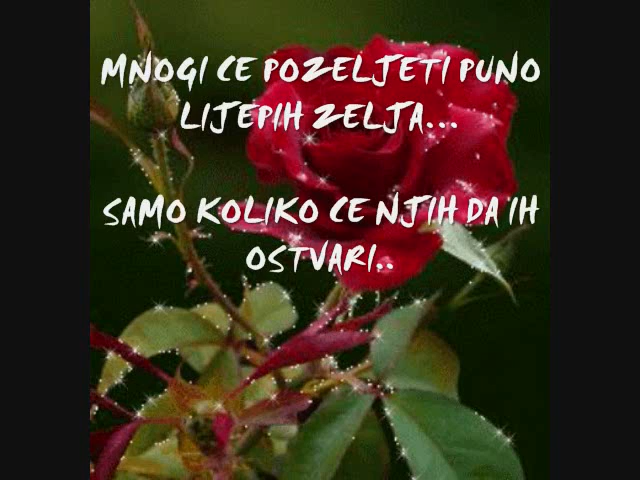 MNOGI CE POZELJETI PUNO
LIJEPIH ZELJA...
SAMO KOLIKO CE NJIH DA IH
OSTVARI..